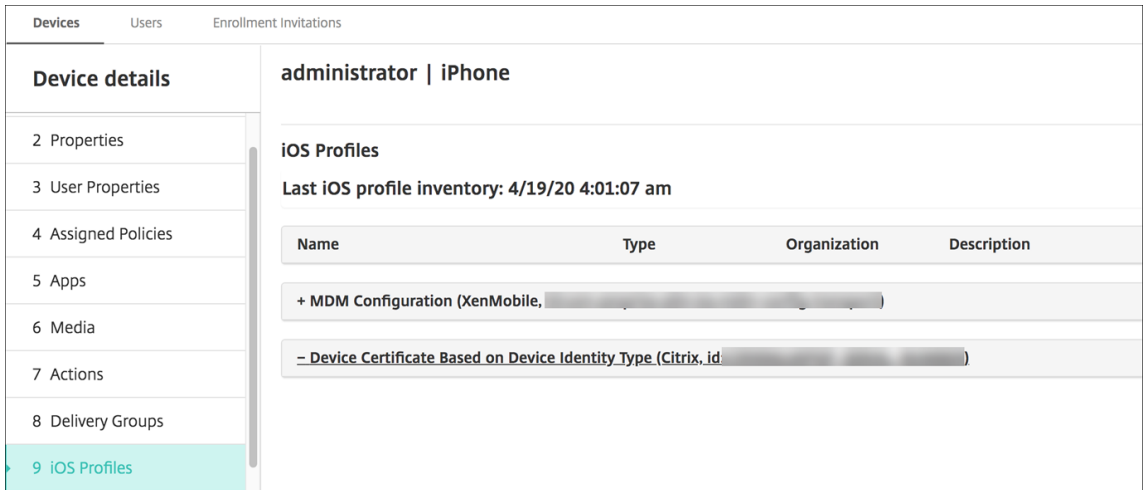 Devices Users Enrollment Invitations
Device details
administrator | iPhone
2 Properties
3 User Properties
4 Assigned Policies
5 Apps
6 Media
7 Actions
8 Delivery Groups
9 iOS Profiles
iOS Profiles
Last iOS profile inventory: 4/19/20 4:01:07 am
Name Type Organization Description
+ MDM Configuration (XenMobile, )
– Device Certificate Based on Device Identity Type (Citrix, id: )